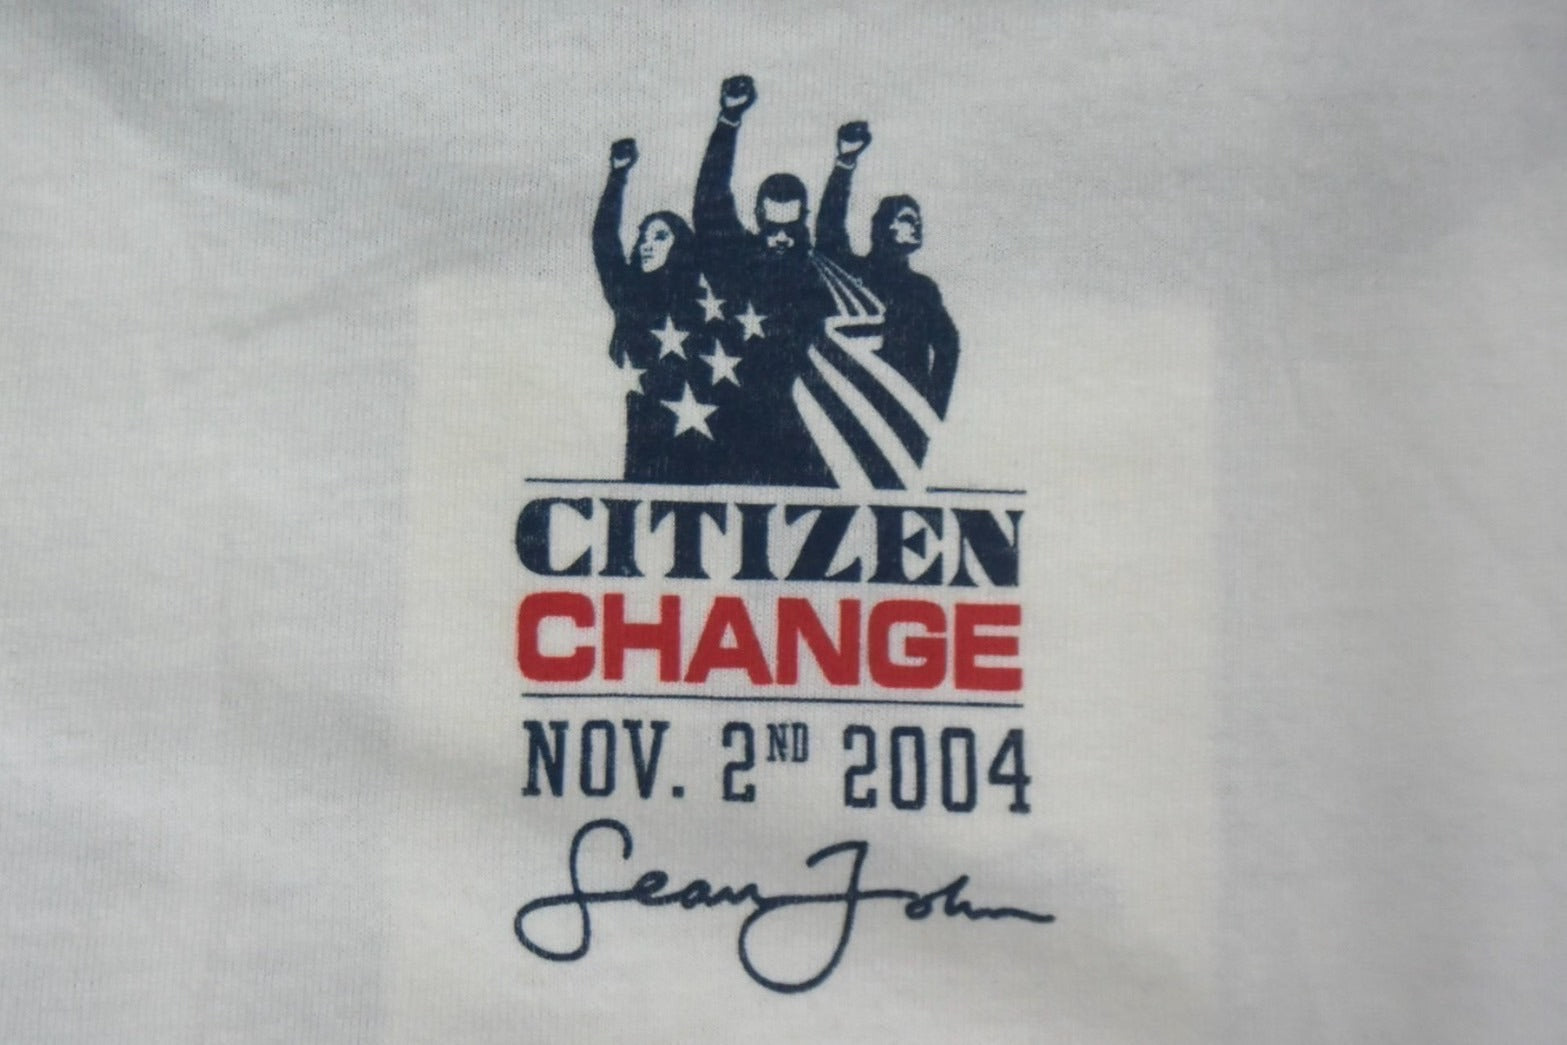 CITIZEN
CHANGE
NOV. 2ND 2004
Sean John